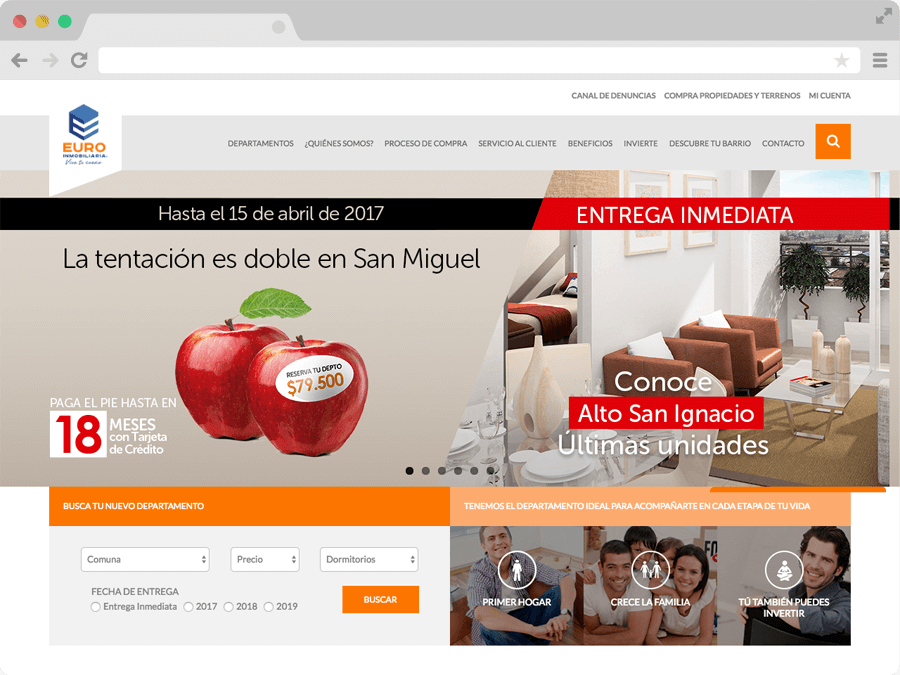 CANAL DE DENUNCIAS COMPRA PROPIEDADES Y TERRENOS MI CUENTA
EURO
INMOBILIARIA.
Vive tu cuento
DEPARTAMENTOS ¿QUIÉNES SOMOS? PROCESO DE COMPRA SERVICIO AL CLIENTE BENEFICIOS INVIERTE DESCUBRE TU BARRIO CONTACTO
Hasta el 15 de abril de 2017
ENTREGA INMEDIATA
La tentación es doble en San Miguel
RESERVA TU DEPTO
$79.500
PAGA EL PIE HASTA EN
18 MESES
con Tarjeta
de Crédito
Conoce
Alto San Ignacio
Últimas unidades
BUSCA TU NUEVO DEPARTAMENTO
TENEMOS EL DEPARTAMENTO IDEAL PARA ACOMPAÑARTE EN CADA ETAPA DE TU VIDA
Comuna Precio Dormitorios
FECHA DE ENTREGA
Entrega Inmediata 2017 2018 2019
BUSCAR
PRIMER HOGAR
CRECE LA FAMILIA
TÚ TAMBIÉN PUEDES
INVERTIR